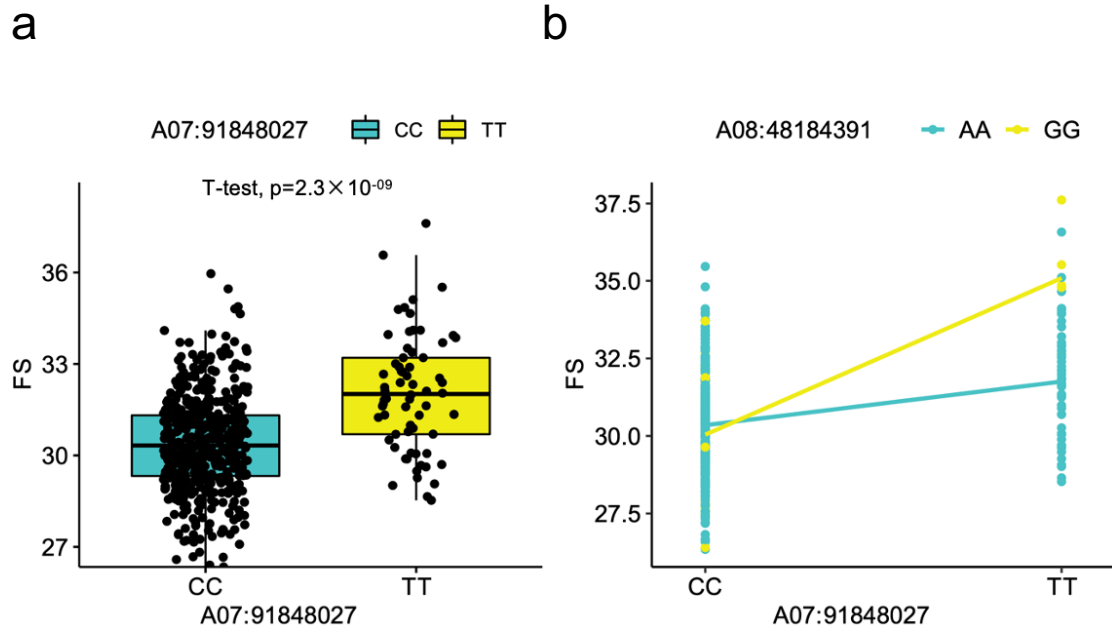 a
A07:91848027 CC TT
T-test, p=2.3×10⁻⁰⁹
FS
36
33
30
27
CC TT
A07:91848027
b
A08:48184391 AA GG
FS
37.5
35.0
32.5
30.0
27.5
CC TT
A07:91848027